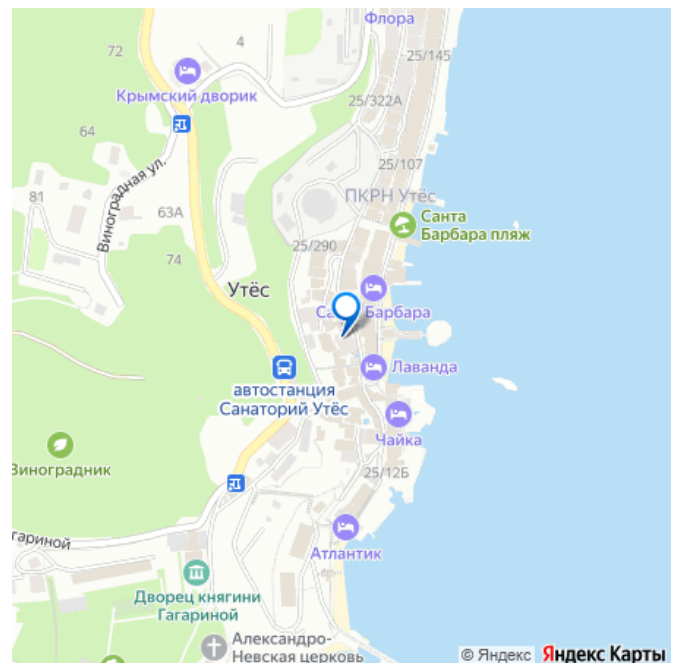 Флора
72
4
25/145
Крымский дворик
25/322А
64
25/107
Виноградная ул.
81
63А
ПКРН Утёс
Санта
Барбара пляж
74
25/290
Утёс
Барбара
Лаванда
автостанция
Санаторий Утёс
Чайка
Виноградник
25/12Б
Атлантик
Дворец княгини
Гагариной
Александро-
Невская церковь
© Яндекс Яндекс Карты